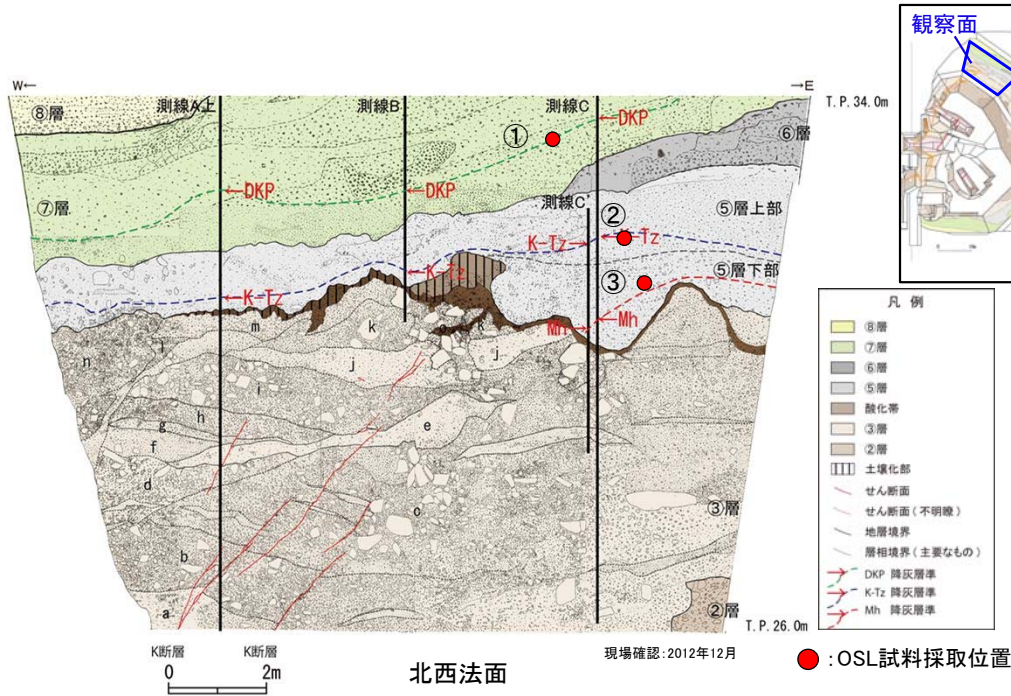 観察面
W←
→E
測線A上
測線B
測線C
T.P. 34.0m
⑧層
←DKP
①
⑥層
←DKP
←DKP
測線C
②
⑤層上部
⑦層
K-Tz→
←K-Tz
←K-Tz
⑤層下部
③
←K-Tz
Mh→
←Mh
m
k
k
n
l
j
j
i
h
g
e
f
d
c
③層
b
a
②層
T.P. 26.0m
凡 例
⑧層
⑦層
⑥層
⑤層
酸化帯
③層
②層
土壌化部
せん断面
せん断面(不明瞭)
地層境界
層相境界(主要なもの)
DKP 降灰層準
K-Tz 降灰層準
Mh 降灰層準
K断層
K断層
0
2m
北西法面
現場確認:2012年12月
:OSL試料採取位置